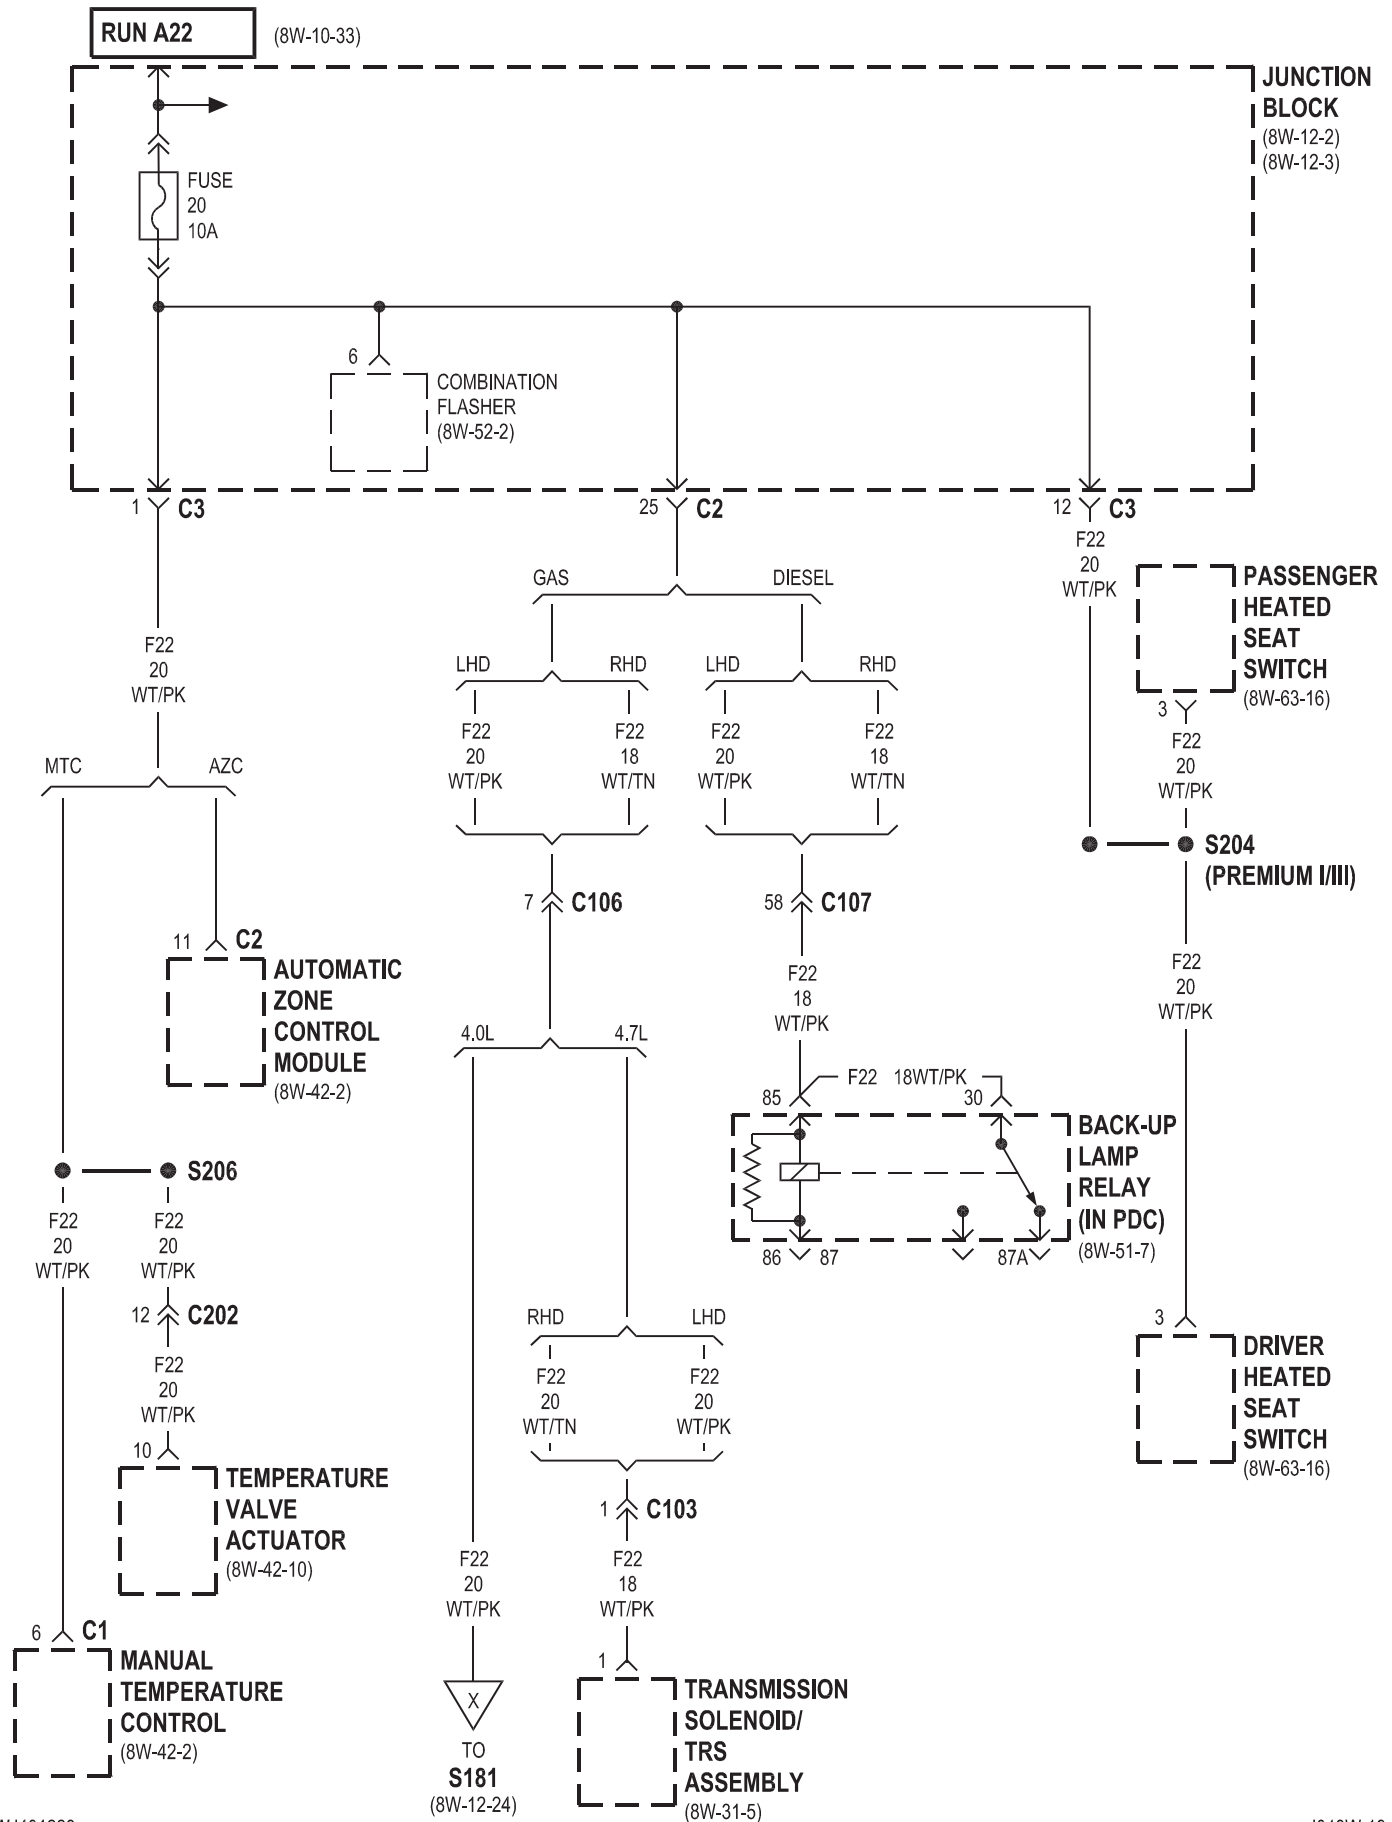 RUN A22
(8W-10-33)
JUNCTION
BLOCK
(8W-12-2)
(8W-12-3)
FUSE
20
10A
6
COMBINATION
FLASHER
(8W-52-2)
1 C3
25 C2
12 C3
F22
20
WT/PK
PASSENGER
HEATED
SEAT
SWITCH
(8W-63-16)
3
F22
20
WT/PK
S204
(PREMIUM I/III)
F22
20
WT/PK
3
DRIVER
HEATED
SEAT
SWITCH
(8W-63-16)
GAS
DIESEL
LHD
RHD
LHD
RHD
F22
20
WT/PK
F22
18
WT/TN
F22
20
WT/PK
F22
18
WT/TN
7 C106
58 C107
F22
18
WT/PK
85
F22 18WT/PK
30
BACK-UP
LAMP
RELAY
(IN PDC)
(8W-51-7)
86
87
87A
F22
20
WT/PK
MTC
AZC
11 C2
AUTOMATIC
ZONE
CONTROL
MODULE
(8W-42-2)
S206
F22
20
WT/PK
F22
20
WT/PK
12 C202
F22
20
WT/PK
10
TEMPERATURE
VALVE
ACTUATOR
(8W-42-10)
6 C1
MANUAL
TEMPERATURE
CONTROL
(8W-42-2)
4.0L
4.7L
RHD
LHD
F22
20
WT/TN
F22
20
WT/PK
1 C103
F22
20
WT/PK
F22
18
WT/PK
X
TO
S181
(8W-12-24)
1
TRANSMISSION
SOLENOID/
TRS
ASSEMBLY
(8W-31-5)